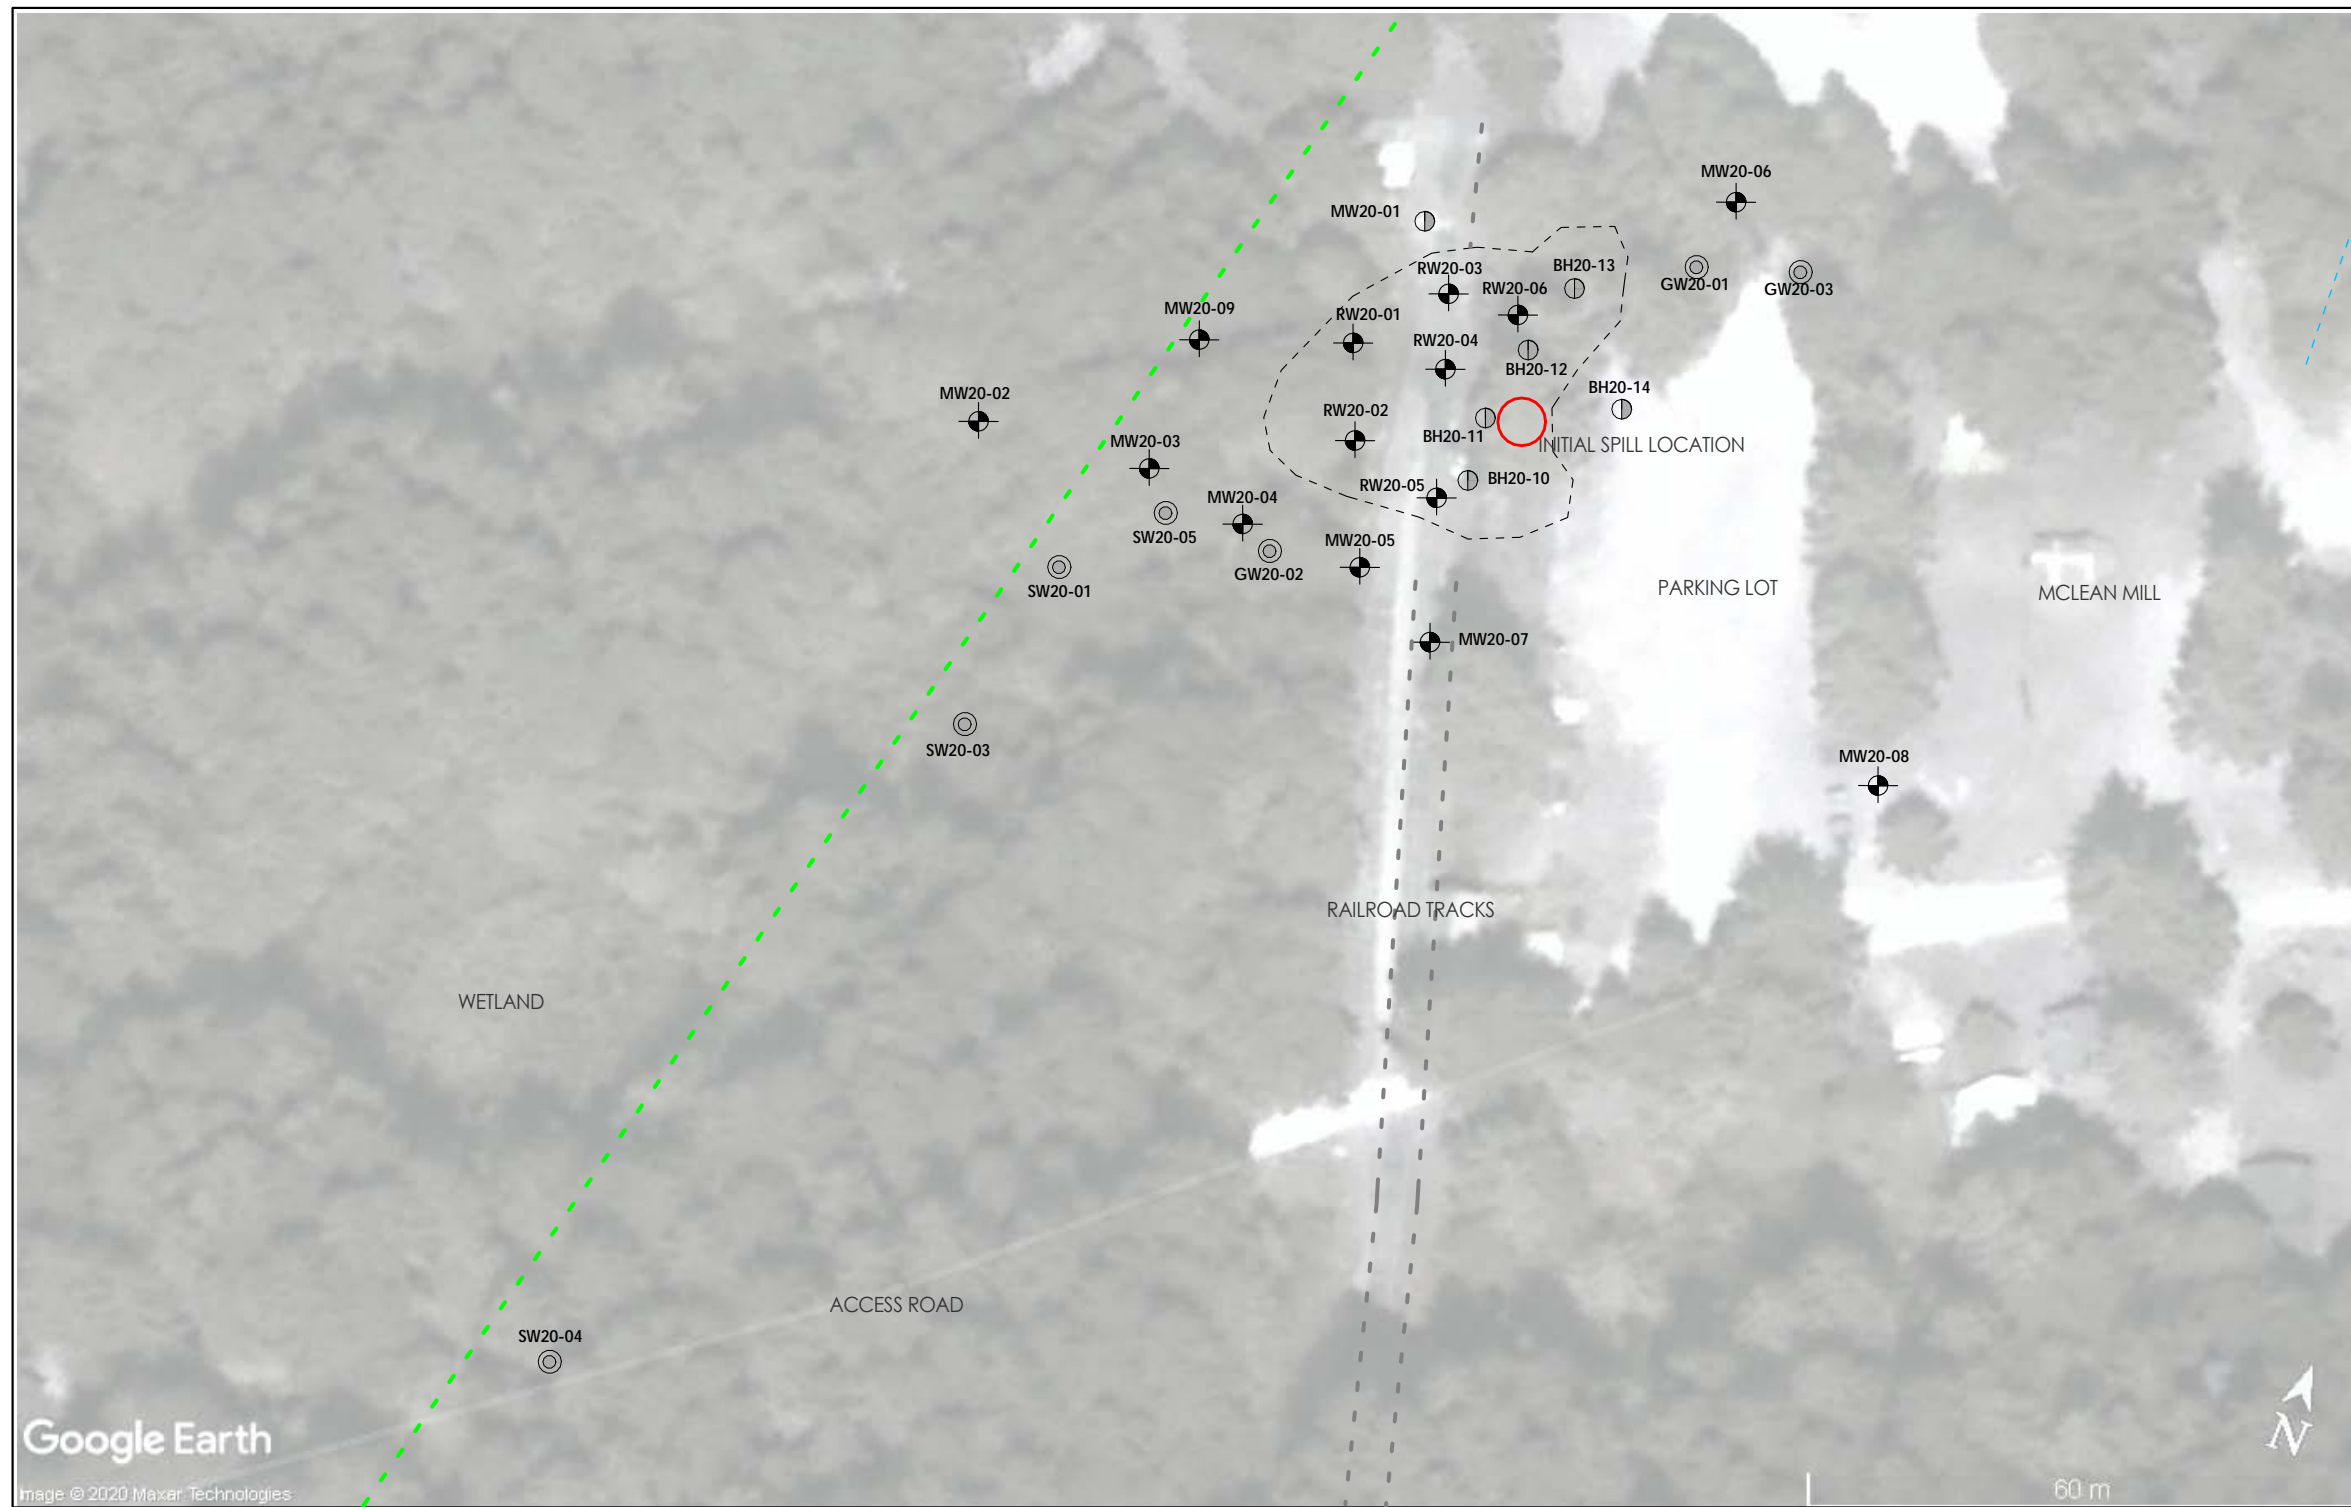 MW20-06
MW20-01
BH20-13
RW20-03
GW20-01
GW20-03
RW20-06
MW20-09
RW20-01
RW20-04
BH20-12
BH20-14
MW20-02
RW20-02
BH20-11
MW20-03
INITIAL SPILL LOCATION
BH20-10
RW20-05
MW20-04
SW20-05
MW20-05
GW20-02
SW20-01
PARKING LOT
MCLEAN MILL
MW20-07
SW20-03
MW20-08
RAILROAD TRACKS
WETLAND
ACCESS ROAD
SW20-04
Google Earth
N
Image © 2020 Maxar Technologies
60 m